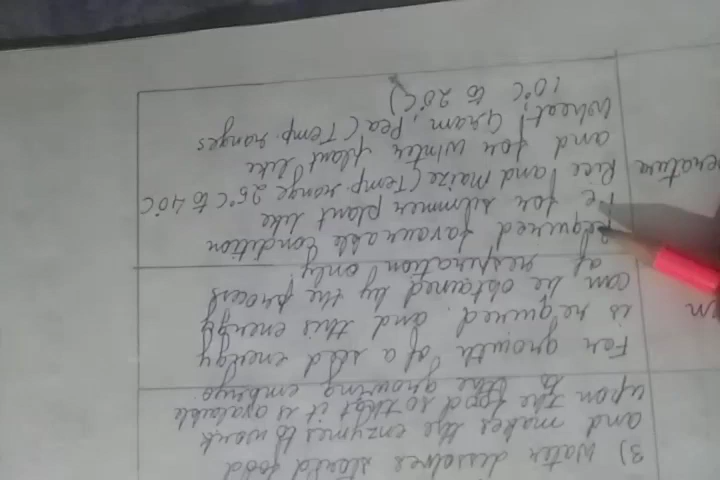 3) Water dissolves stored food
and makes the enzymes to work
upon the food so that it is available
to the growing embryo.
en
For growth of a seed energy
is required and this energy
can be obtained by the process
of respiration only.
erature
Required favourable condition
i.e for summer plant like
Rice and maize (Temp. range 25°C to 40°C
and for winter plant like
Wheat, Gram, Pea (Temp. ranges
10°C to 20°C)